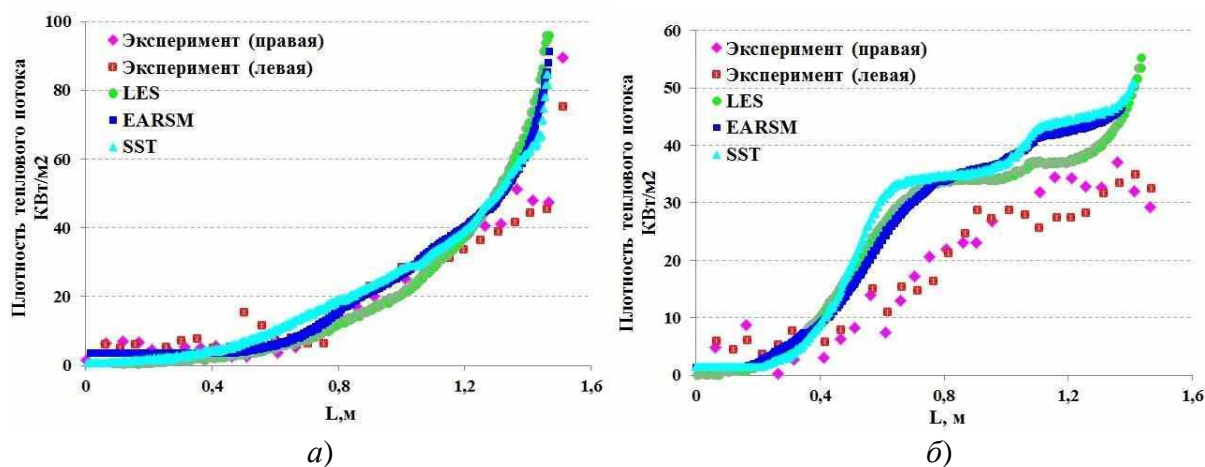 Плотность теплового потока
КВт/м2
100
80
60
40
20
0
Эксперимент (правая)
Эксперимент (левая)
LES
EARSM
SST
0
0,4
0,8
1,2
1,6
L,м
а)
Плотность теплового потока
КВт/м2
60
50
40
30
20
10
0
Эксперимент (правая)
Эксперимент (левая)
LES
EARSM
SST
0
0,4
0,8
1,2
1,6
L, м
б)